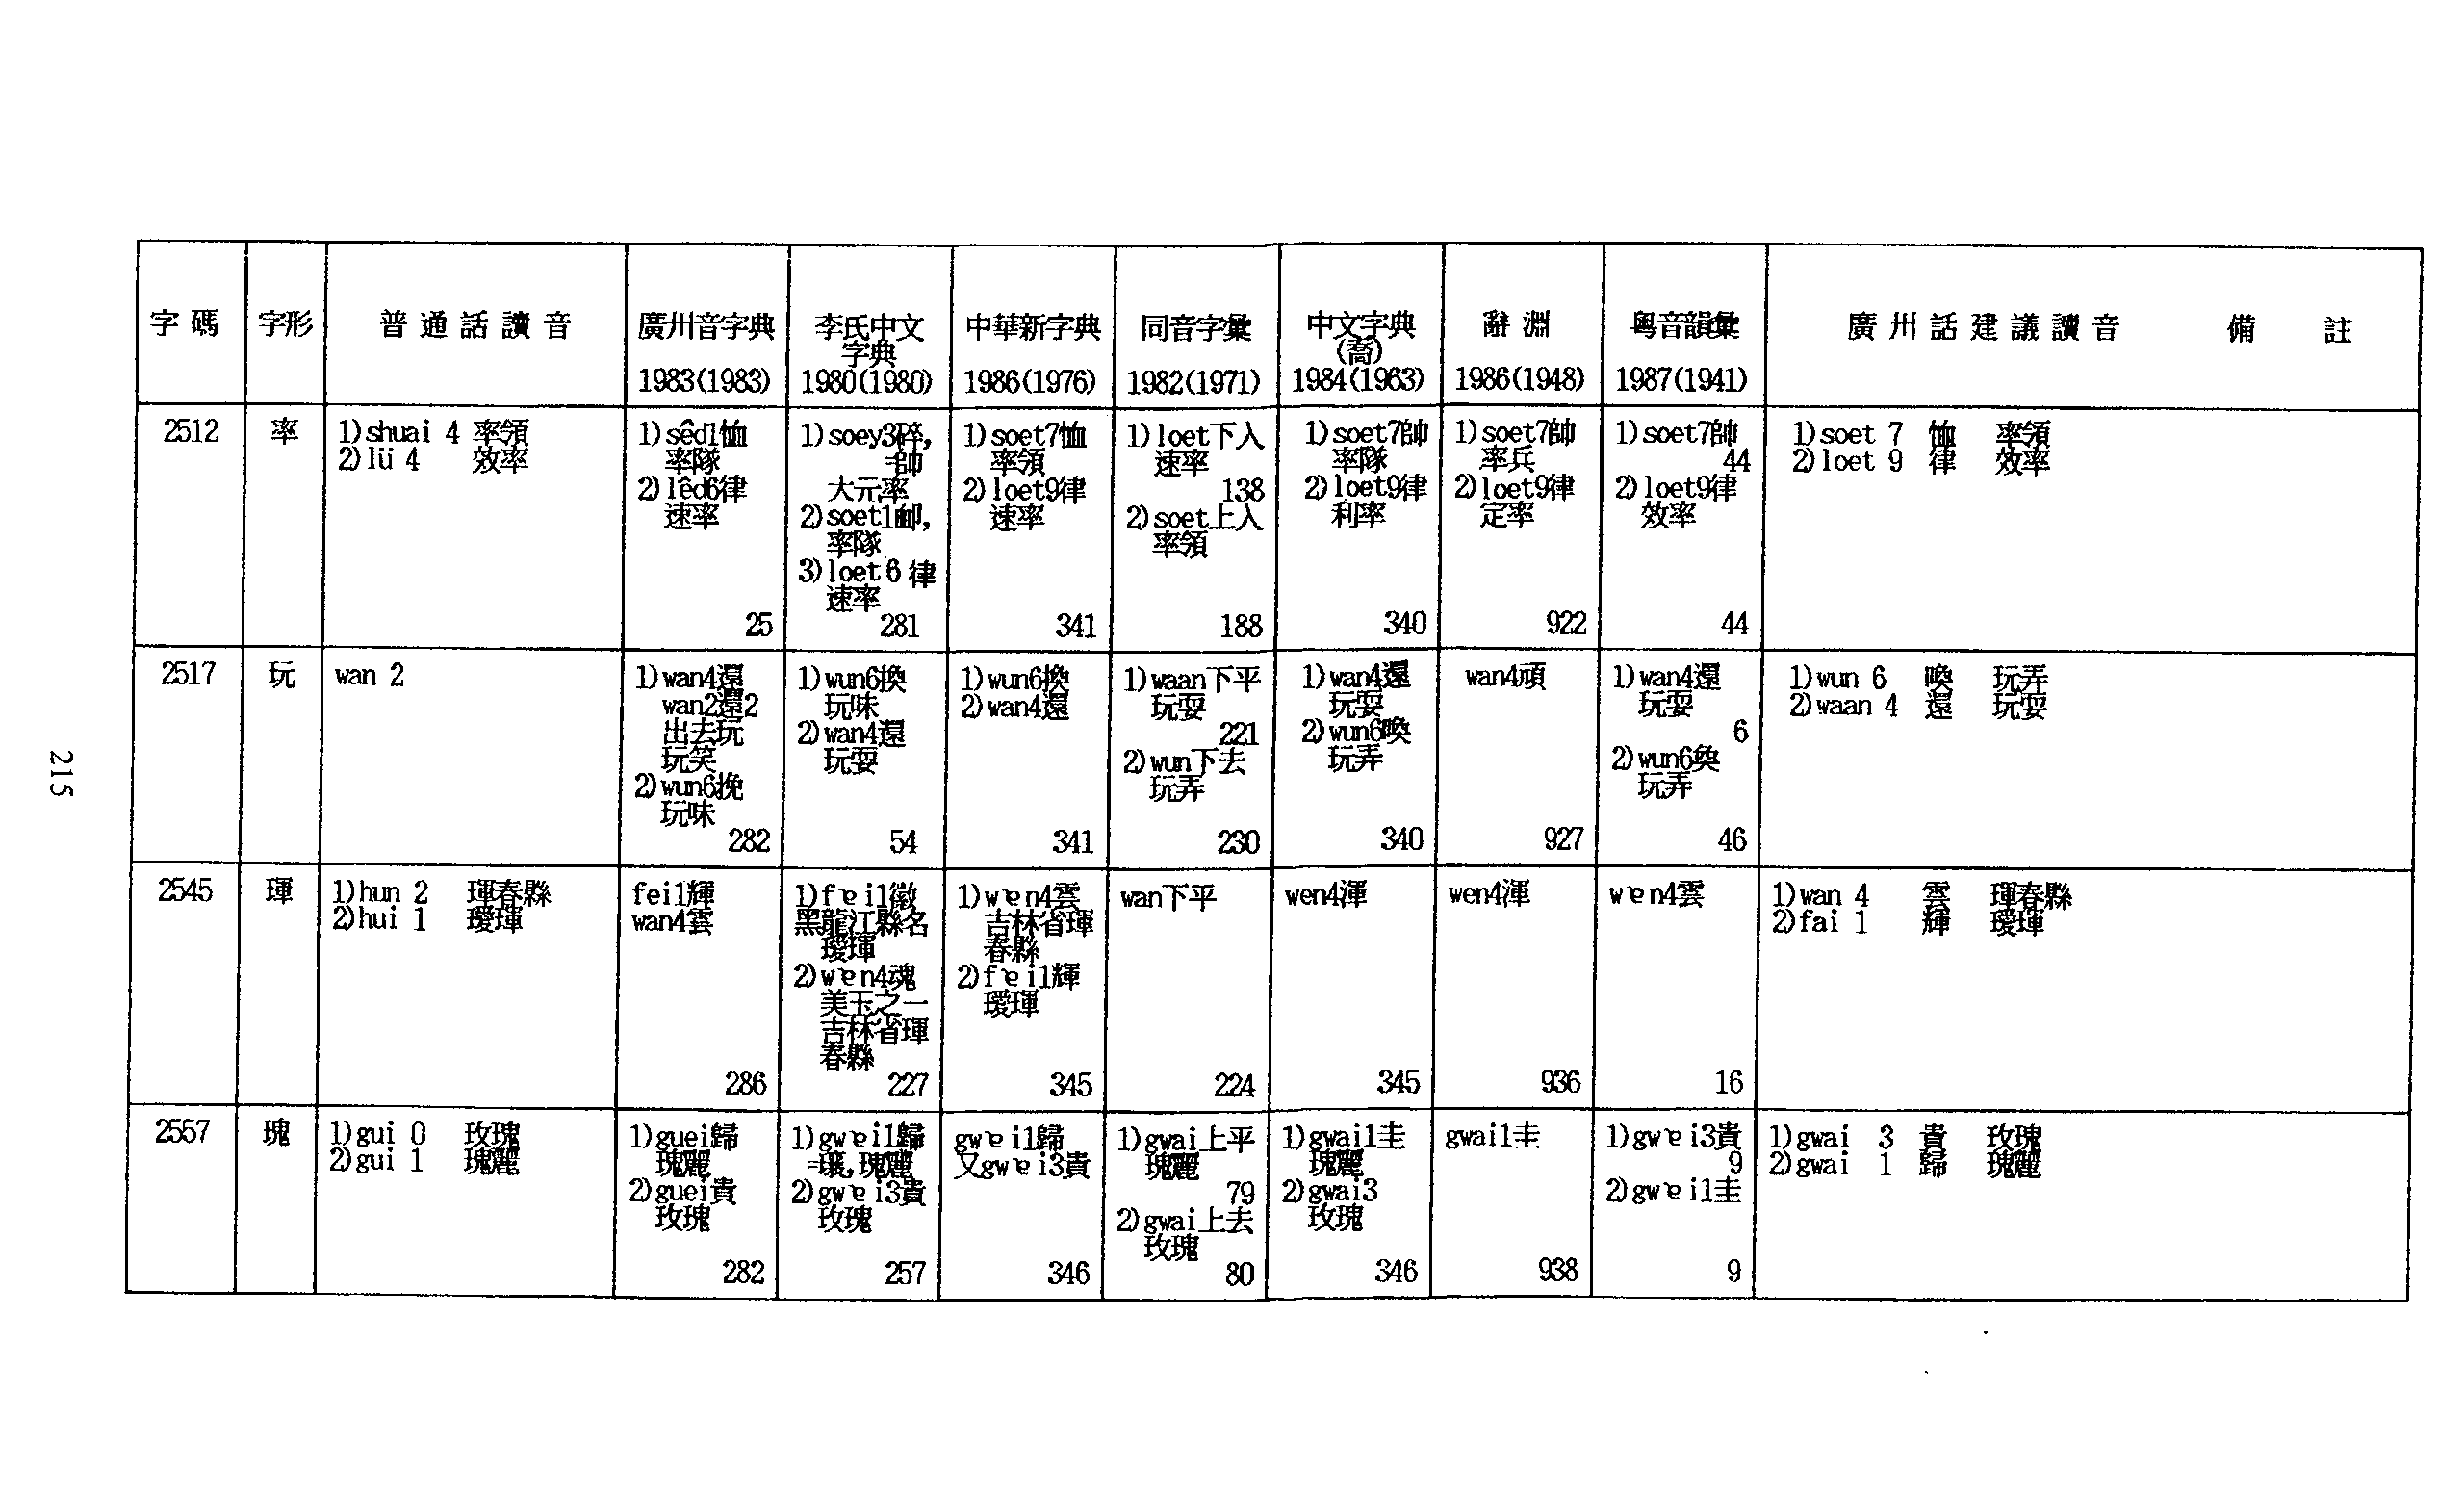 字碼
字形
普通話讀音
廣州音字典
1983(1983)
李氏中文
字典
1980(1980)
中華新字典
1986(1976)
同音字彙
1982(1971)
中文字典
(喬)
1984(1963)
辭淵
1986(1948)
粵音韻彙
1987(1941)
廣州話建議讀音
備註
2512
率
1)shuai 4 率領
2)lü 4 效率
1)sêd1恤
率隊
2)lêd6律
速率
25
1)soey3碎,
=帥
大元率
2)soet1卹,
率隊
3)loet6律
速率
281
1)soet7恤
率領
2)loet9律
速率
341
1)loet下入
速率
138
2)soet上入
率領
188
1)soet7帥
率隊
2)loet9律
利率
340
1)soet7帥
率兵
2)loet9律
定率
922
1)soet7帥
44
2)loet9律
效率
44
1)soet 7 恤 率領
2)loet 9 律 效率
2517
玩
wan 2
1)wan4還
wan2還2
出去玩
玩笑
2)wun6挽
玩味
282
1)wun6換
玩味
2)wan4還
玩耍
54
1)wun6換
2)wan4還
341
1)waan下平
玩耍
221
2)wun下去
玩弄
230
1)wan4還
玩耍
2)wun6喚
玩弄
340
wan4頑
927
1)wan4還
玩耍
6
2)wun6奐
玩弄
46
1)wun 6 喚 玩弄
2)waan 4 還 玩耍
2545
琿
1)hun 2 琿春縣
2)hui 1 璦琿
fei1輝
wan4雲
286
1)fɐi1徽
黑龍江縣名
璦琿
2)wɐn4魂
美玉之一
吉林省琿
春縣
227
1)wɐn4雲
吉林省琿
春縣
2)fɐi1輝
璦琿
345
wan下平
224
wen4渾
345
wen4渾
936
wɐn4雲
16
1)wan 4 雲 琿春縣
2)fai 1 輝 璦琿
2557
瑰
1)gui 0 玫瑰
2)gui 1 瑰麗
1)guei歸
瑰麗
2)guei貴
玫瑰
282
1)gwɐi1歸
=瓌,瑰麗
2)gwɐi3貴
玫瑰
257
gwɐi1歸
又gwɐi3貴
346
1)gwai上平
瑰麗
79
2)gwai上去
玫瑰
80
1)gwai1圭
瑰麗
2)gwai3
玫瑰
346
gwai1圭
938
1)gwɐi3貴
9
2)gwɐi1圭
9
1)gwai 3 貴 玫瑰
2)gwai 1 歸 瑰麗
215